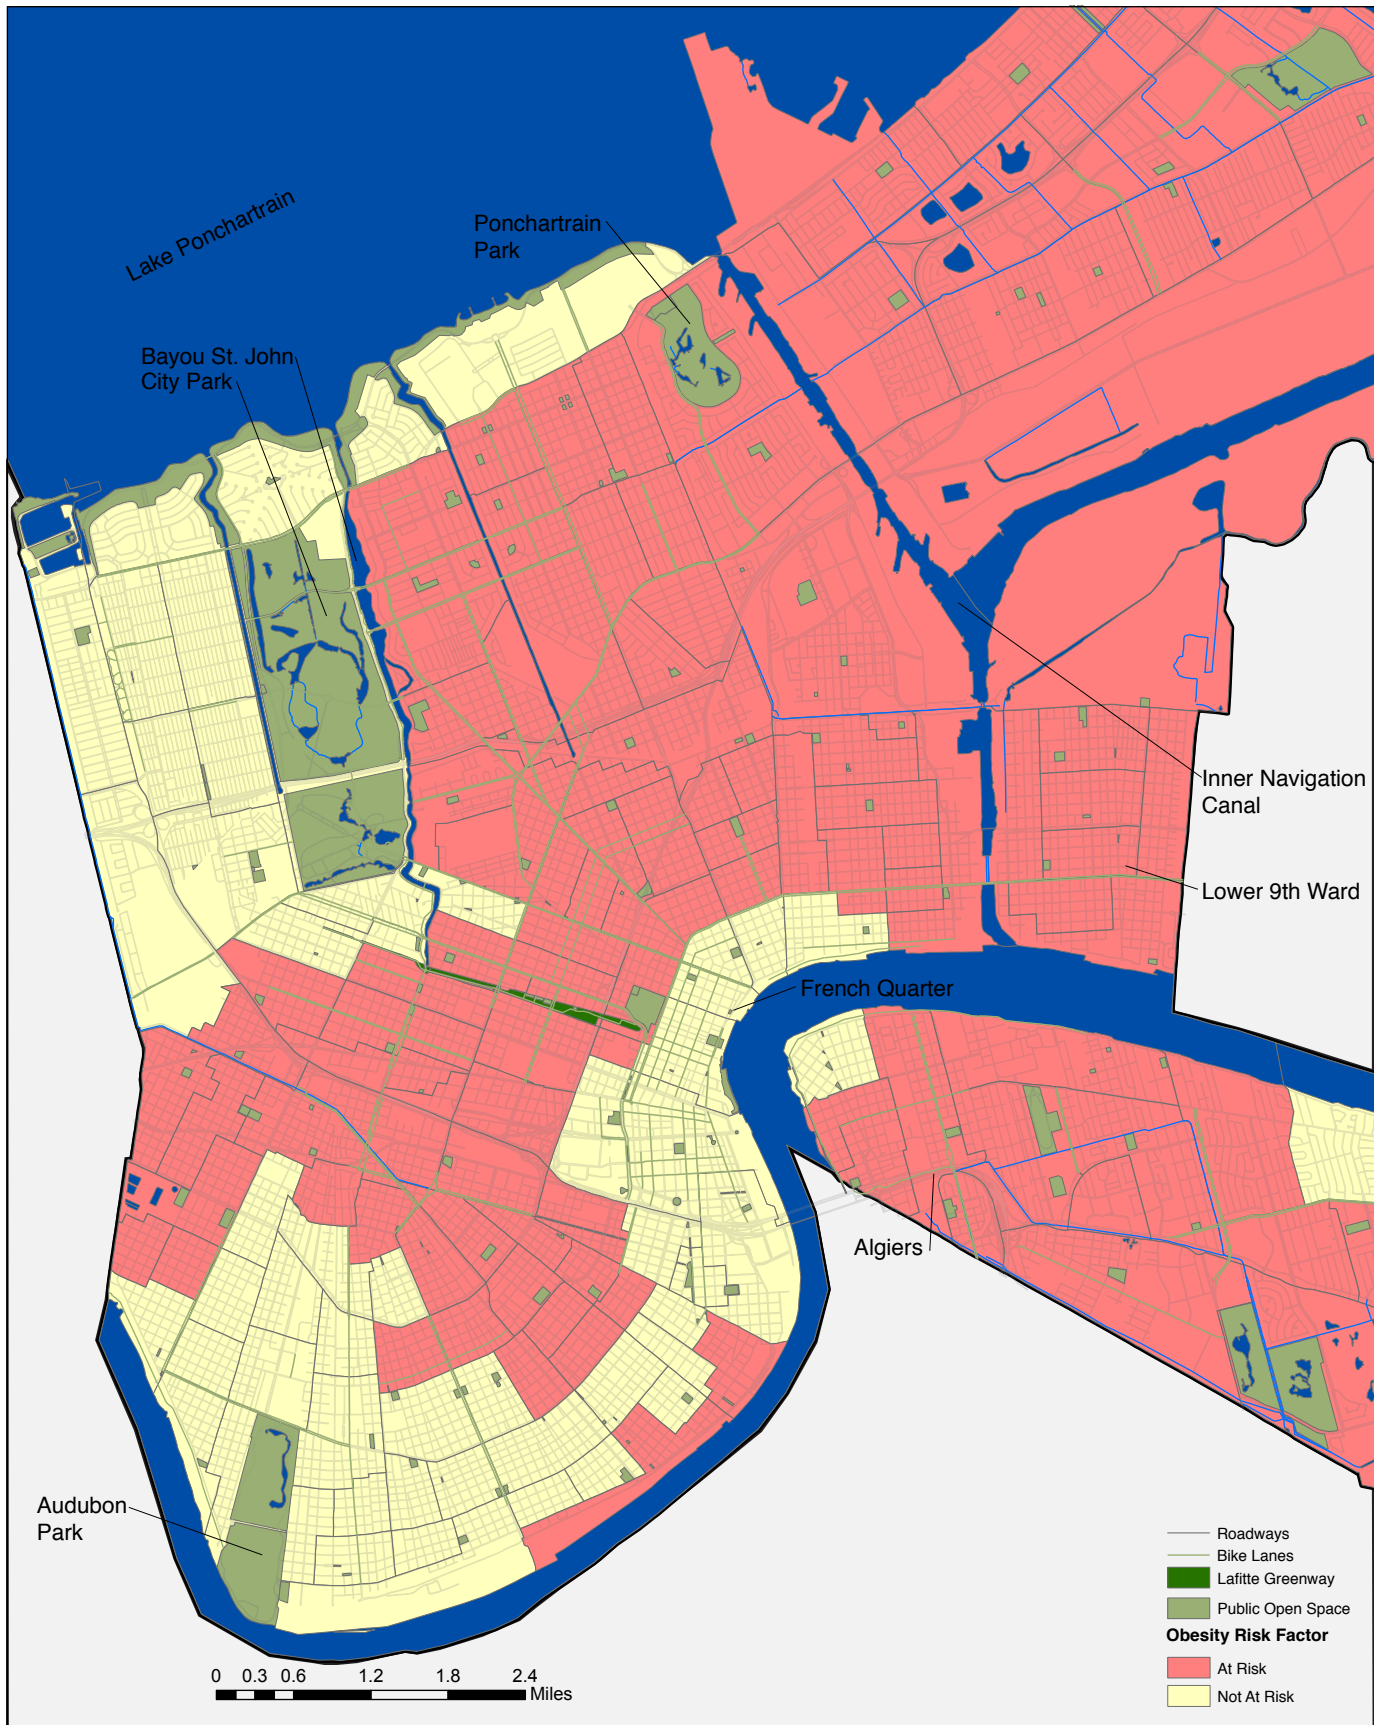 Lake Ponchartrain
Ponchartrain
Park
Bayou St. John
City Park
Inner Navigation
Canal
Lower 9th Ward
French Quarter
Algiers
Audubon
Park
Roadways
Bike Lanes
Lafitte Greenway
Public Open Space
Obesity Risk Factor
At Risk
Not At Risk
0 0.3 0.6 1.2 1.8 2.4
Miles